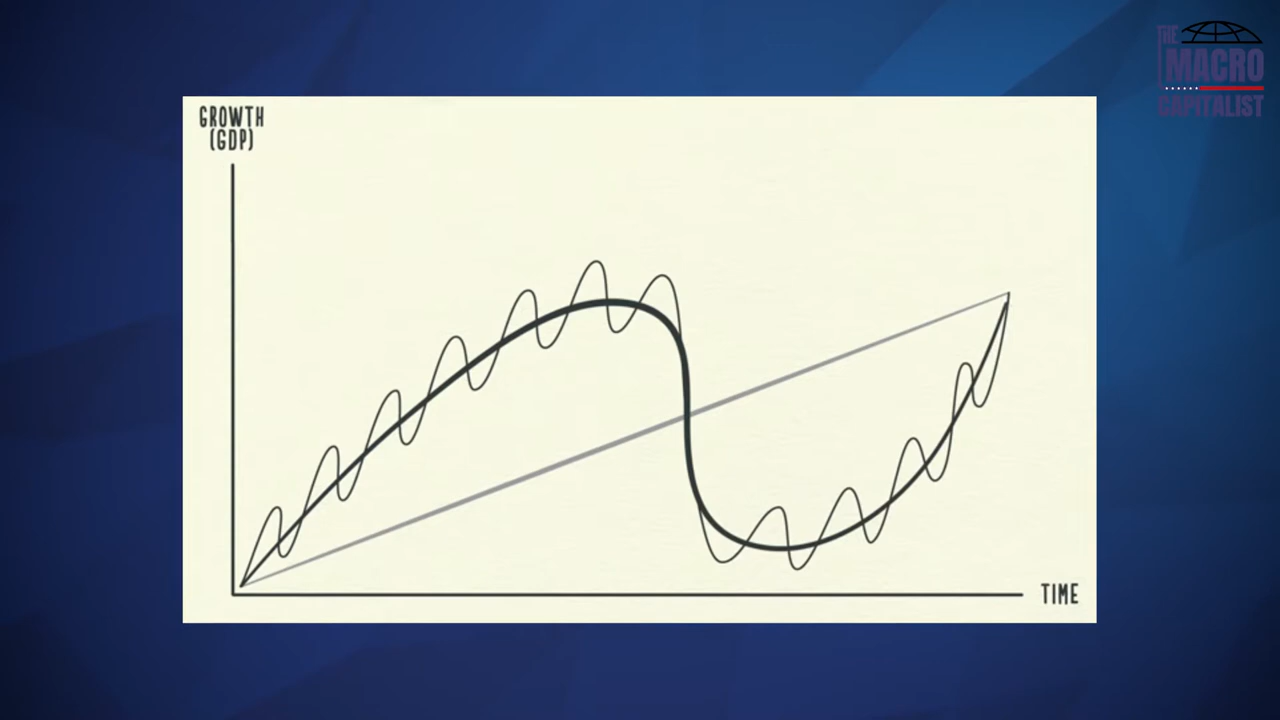 THE
MACRO
CAPITALIST
GROWTH
(GDP)
TIME